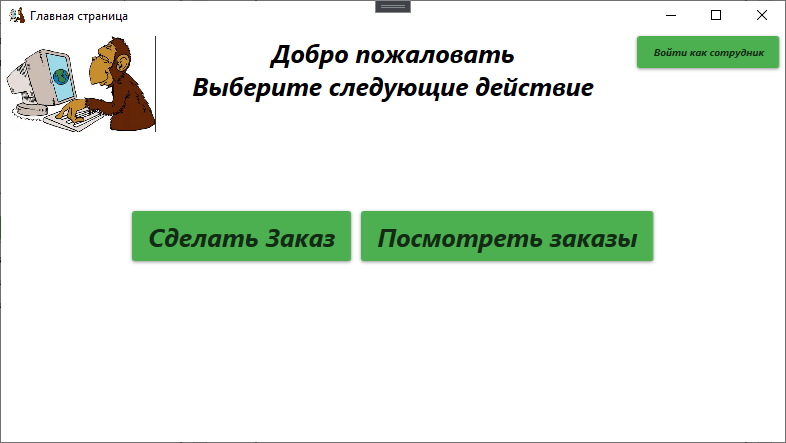 Главная страница
Добро пожаловать
Выберите следующие действие
Войти как сотрудник
Сделать Заказ
Посмотреть заказы